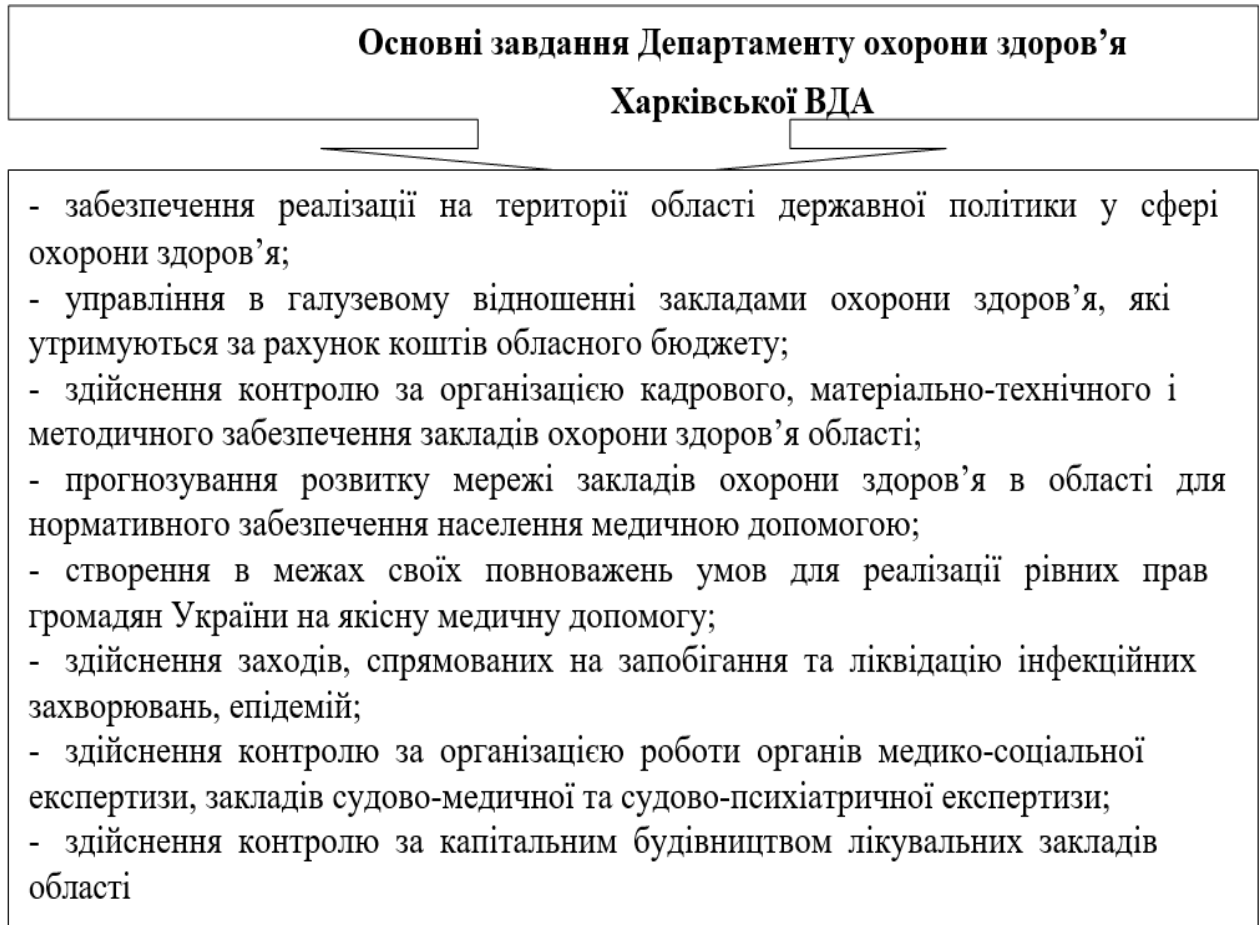 Основні завдання Департаменту охорони здоров’я
Харківської ВДА
- забезпечення реалізації на території області державної політики у сфері
охорони здоров’я;
- управління в галузевому відношенні закладами охорони здоров’я, які
утримуються за рахунок коштів обласного бюджету;
- здійснення контролю за організацією кадрового, матеріально-технічного і
методичного забезпечення закладів охорони здоров’я області;
- прогнозування розвитку мережі закладів охорони здоров’я в області для
нормативного забезпечення населення медичною допомогою;
- створення в межах своїх повноважень умов для реалізації рівних прав
громадян України на якісну медичну допомогу;
- здійснення заходів, спрямованих на запобігання та ліквідацію інфекційних
захворювань, епідемій;
- здійснення контролю за організацією роботи органів медико-соціальної
експертизи, закладів судово-медичної та судово-психіатричної експертизи;
- здійснення контролю за капітальним будівництвом лікувальних закладів
області